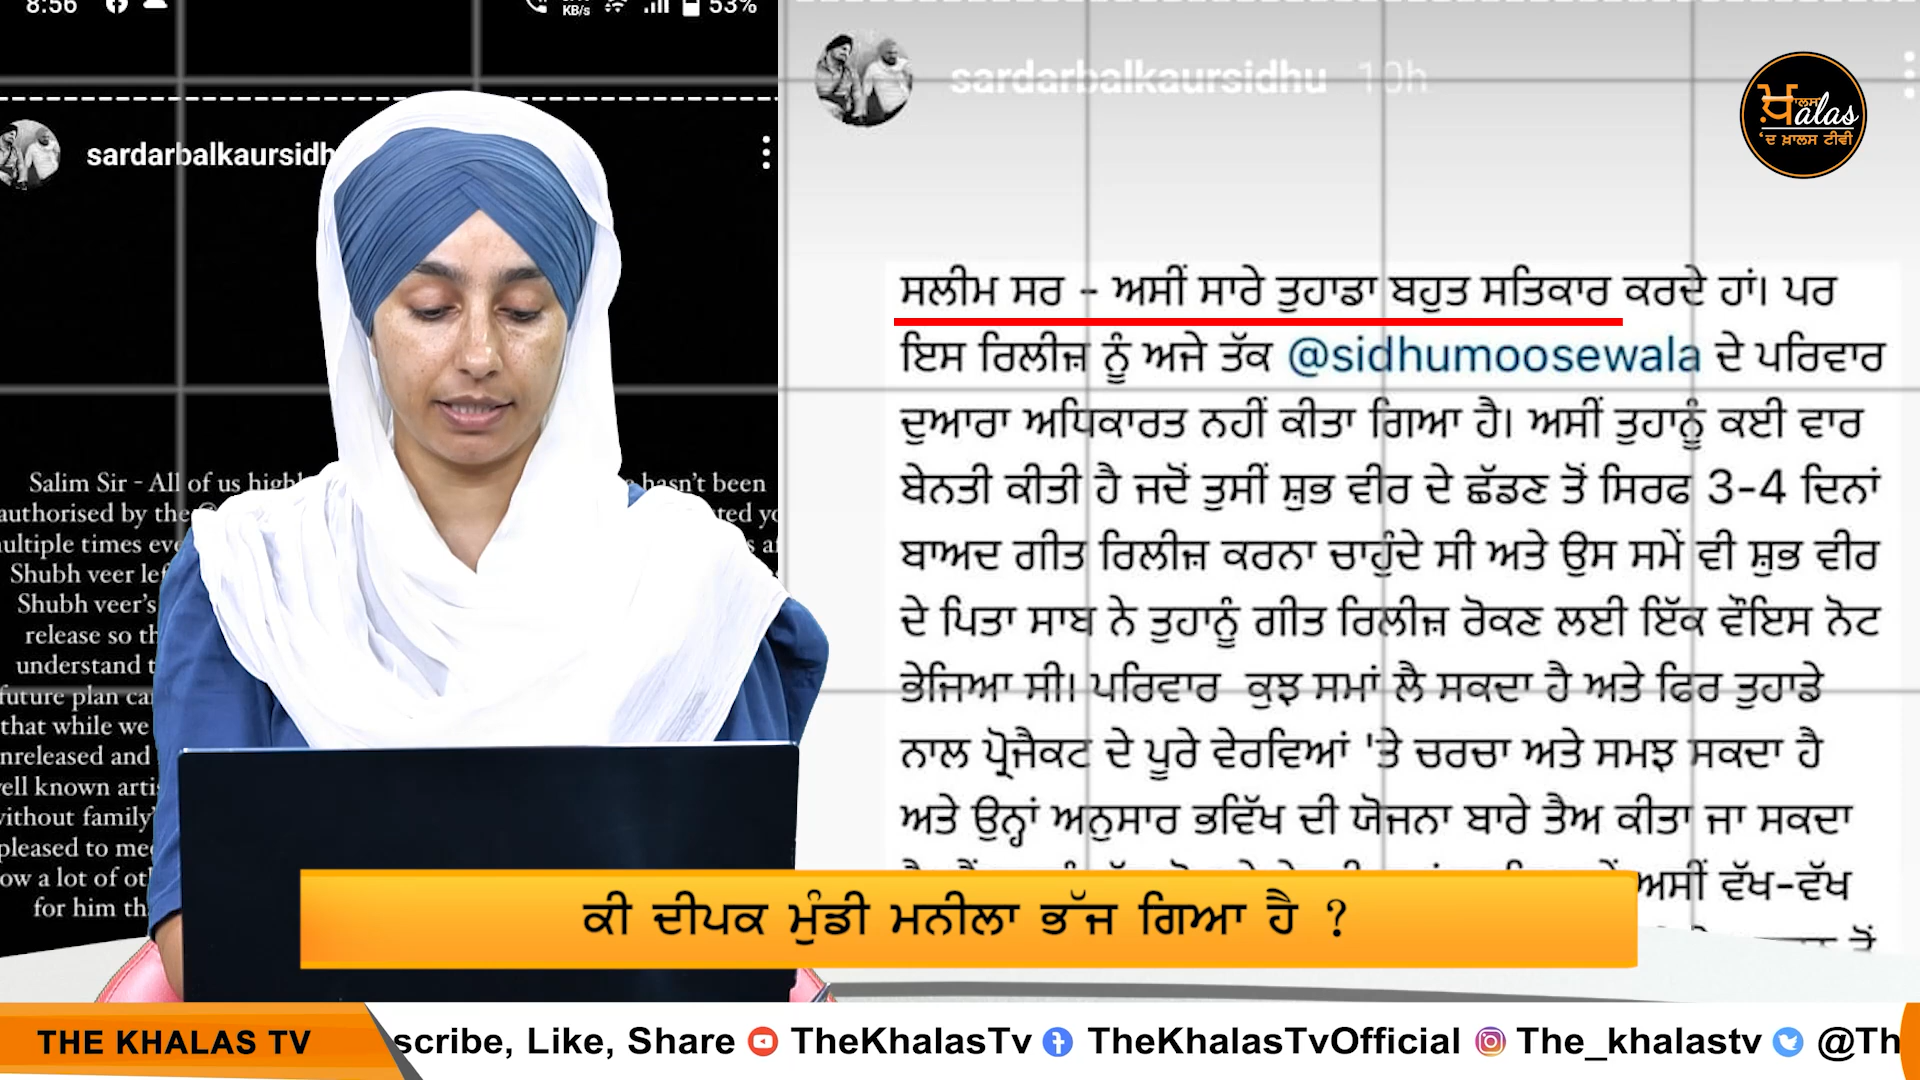 8:56
KB/s
53%
sardarbalkaursidh
Salim Sir - All of us high
hasn't been
authorised by the
ted yo
ultiple times eve
s af
Shubh veer lef
Shubh veer's
release so th
understand t
future plan ca
that while we
nreleased and
ell known arti
vithout family'
pleased to me
ow a lot of ot
for him th
sardarbalkaursidhu 10h
ਸਲੀਮ ਸਰ - ਅਸੀਂ ਸਾਰੇ ਤੁਹਾਡਾ ਬਹੁਤ ਸਤਿਕਾਰ ਕਰਦੇ ਹਾਂ। ਪਰ
ਇਸ ਰਿਲੀਜ਼ ਨੂੰ ਅਜੇ ਤੱਕ @sidhumoosewala ਦੇ ਪਰਿਵਾਰ
ਦੁਆਰਾ ਅਧਿਕਾਰਤ ਨਹੀਂ ਕੀਤਾ ਗਿਆ ਹੈ। ਅਸੀਂ ਤੁਹਾਨੂੰ ਕਈ ਵਾਰ
ਬੇਨਤੀ ਕੀਤੀ ਹੈ ਜਦੋਂ ਤੁਸੀਂ ਸ਼ੁਭ ਵੀਰ ਦੇ ਛੱਡਣ ਤੋਂ ਸਿਰਫ 3-4 ਦਿਨਾਂ
ਬਾਅਦ ਗੀਤ ਰਿਲੀਜ਼ ਕਰਨਾ ਚਾਹੁੰਦੇ ਸੀ ਅਤੇ ਉਸ ਸਮੇਂ ਵੀ ਸ਼ੁਭ ਵੀਰ
ਦੇ ਪਿਤਾ ਸਾਬ ਨੇ ਤੁਹਾਨੂੰ ਗੀਤ ਰਿਲੀਜ਼ ਰੋਕਣ ਲਈ ਇੱਕ ਵੌਇਸ ਨੋਟ
ਭੇਜਿਆ ਸੀ। ਪਰਿਵਾਰ ਕੁਝ ਸਮਾਂ ਲੈ ਸਕਦਾ ਹੈ ਅਤੇ ਫਿਰ ਤੁਹਾਡੇ
ਨਾਲ ਪ੍ਰੋਜੈਕਟ ਦੇ ਪੂਰੇ ਵੇਰਵਿਆਂ 'ਤੇ ਚਰਚਾ ਅਤੇ ਸਮਝ ਸਕਦਾ ਹੈ
ਅਤੇ ਉਨ੍ਹਾਂ ਅਨੁਸਾਰ ਭਵਿੱਖ ਦੀ ਯੋਜਨਾ ਬਾਰੇ ਤੈਅ ਕੀਤਾ ਜਾ ਸਕਦਾ
ਅਸੀਂ ਵੱਖ-ਵੱਖ
ਤੋਂ
ਖ਼ਾਲਸ
alas
'ਦ ਖ਼ਾਲਸ ਟੀਵੀ
ਕੀ ਦੀਪਕ ਮੁੰਡੀ ਮਨੀਲਾ ਭੱਜ ਗਿਆ ਹੈ ?
THE KHALAS TV
scribe, Like, Share TheKhalasTv TheKhalasTvOfficial The_khalastv @Th